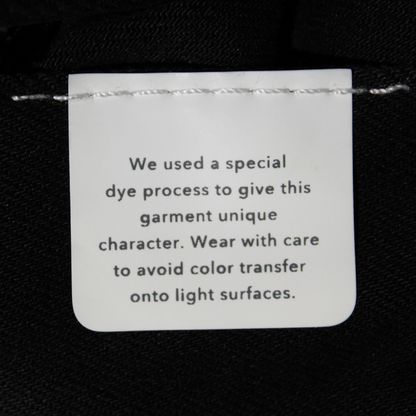 We used a special
dye process to give this
garment unique
character. Wear with care
to avoid color transfer
onto light surfaces.